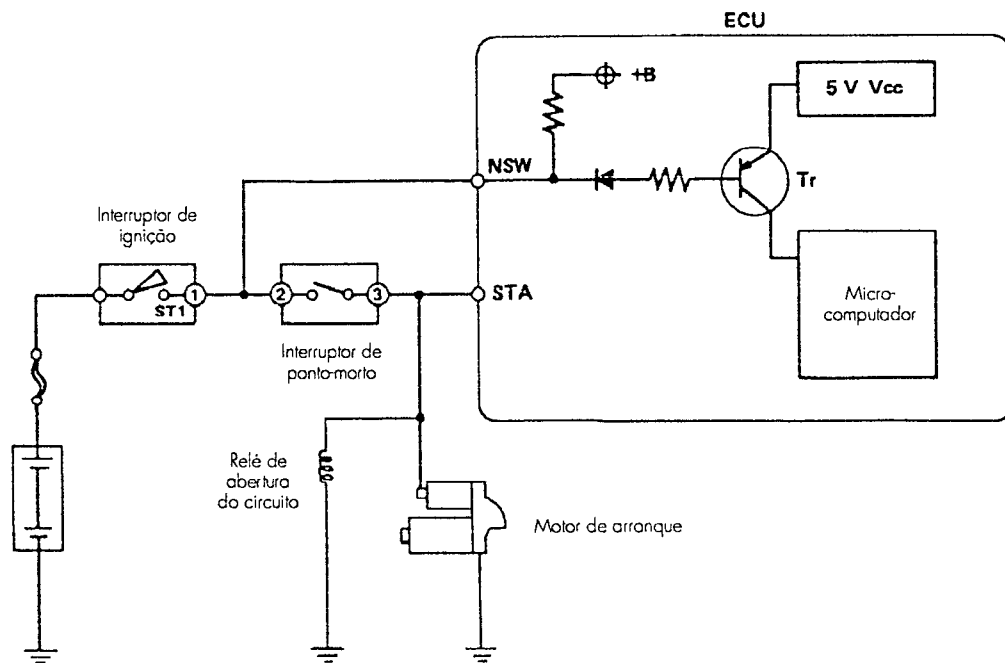 ECU
+B
5 V Vcc
NSW
Tr
Interruptor de
ignição
ST1
1
2
3
STA
Micro-
computador
Interruptor de
ponto-morto
Relé de
abertura
do circuito
Motor de arranque